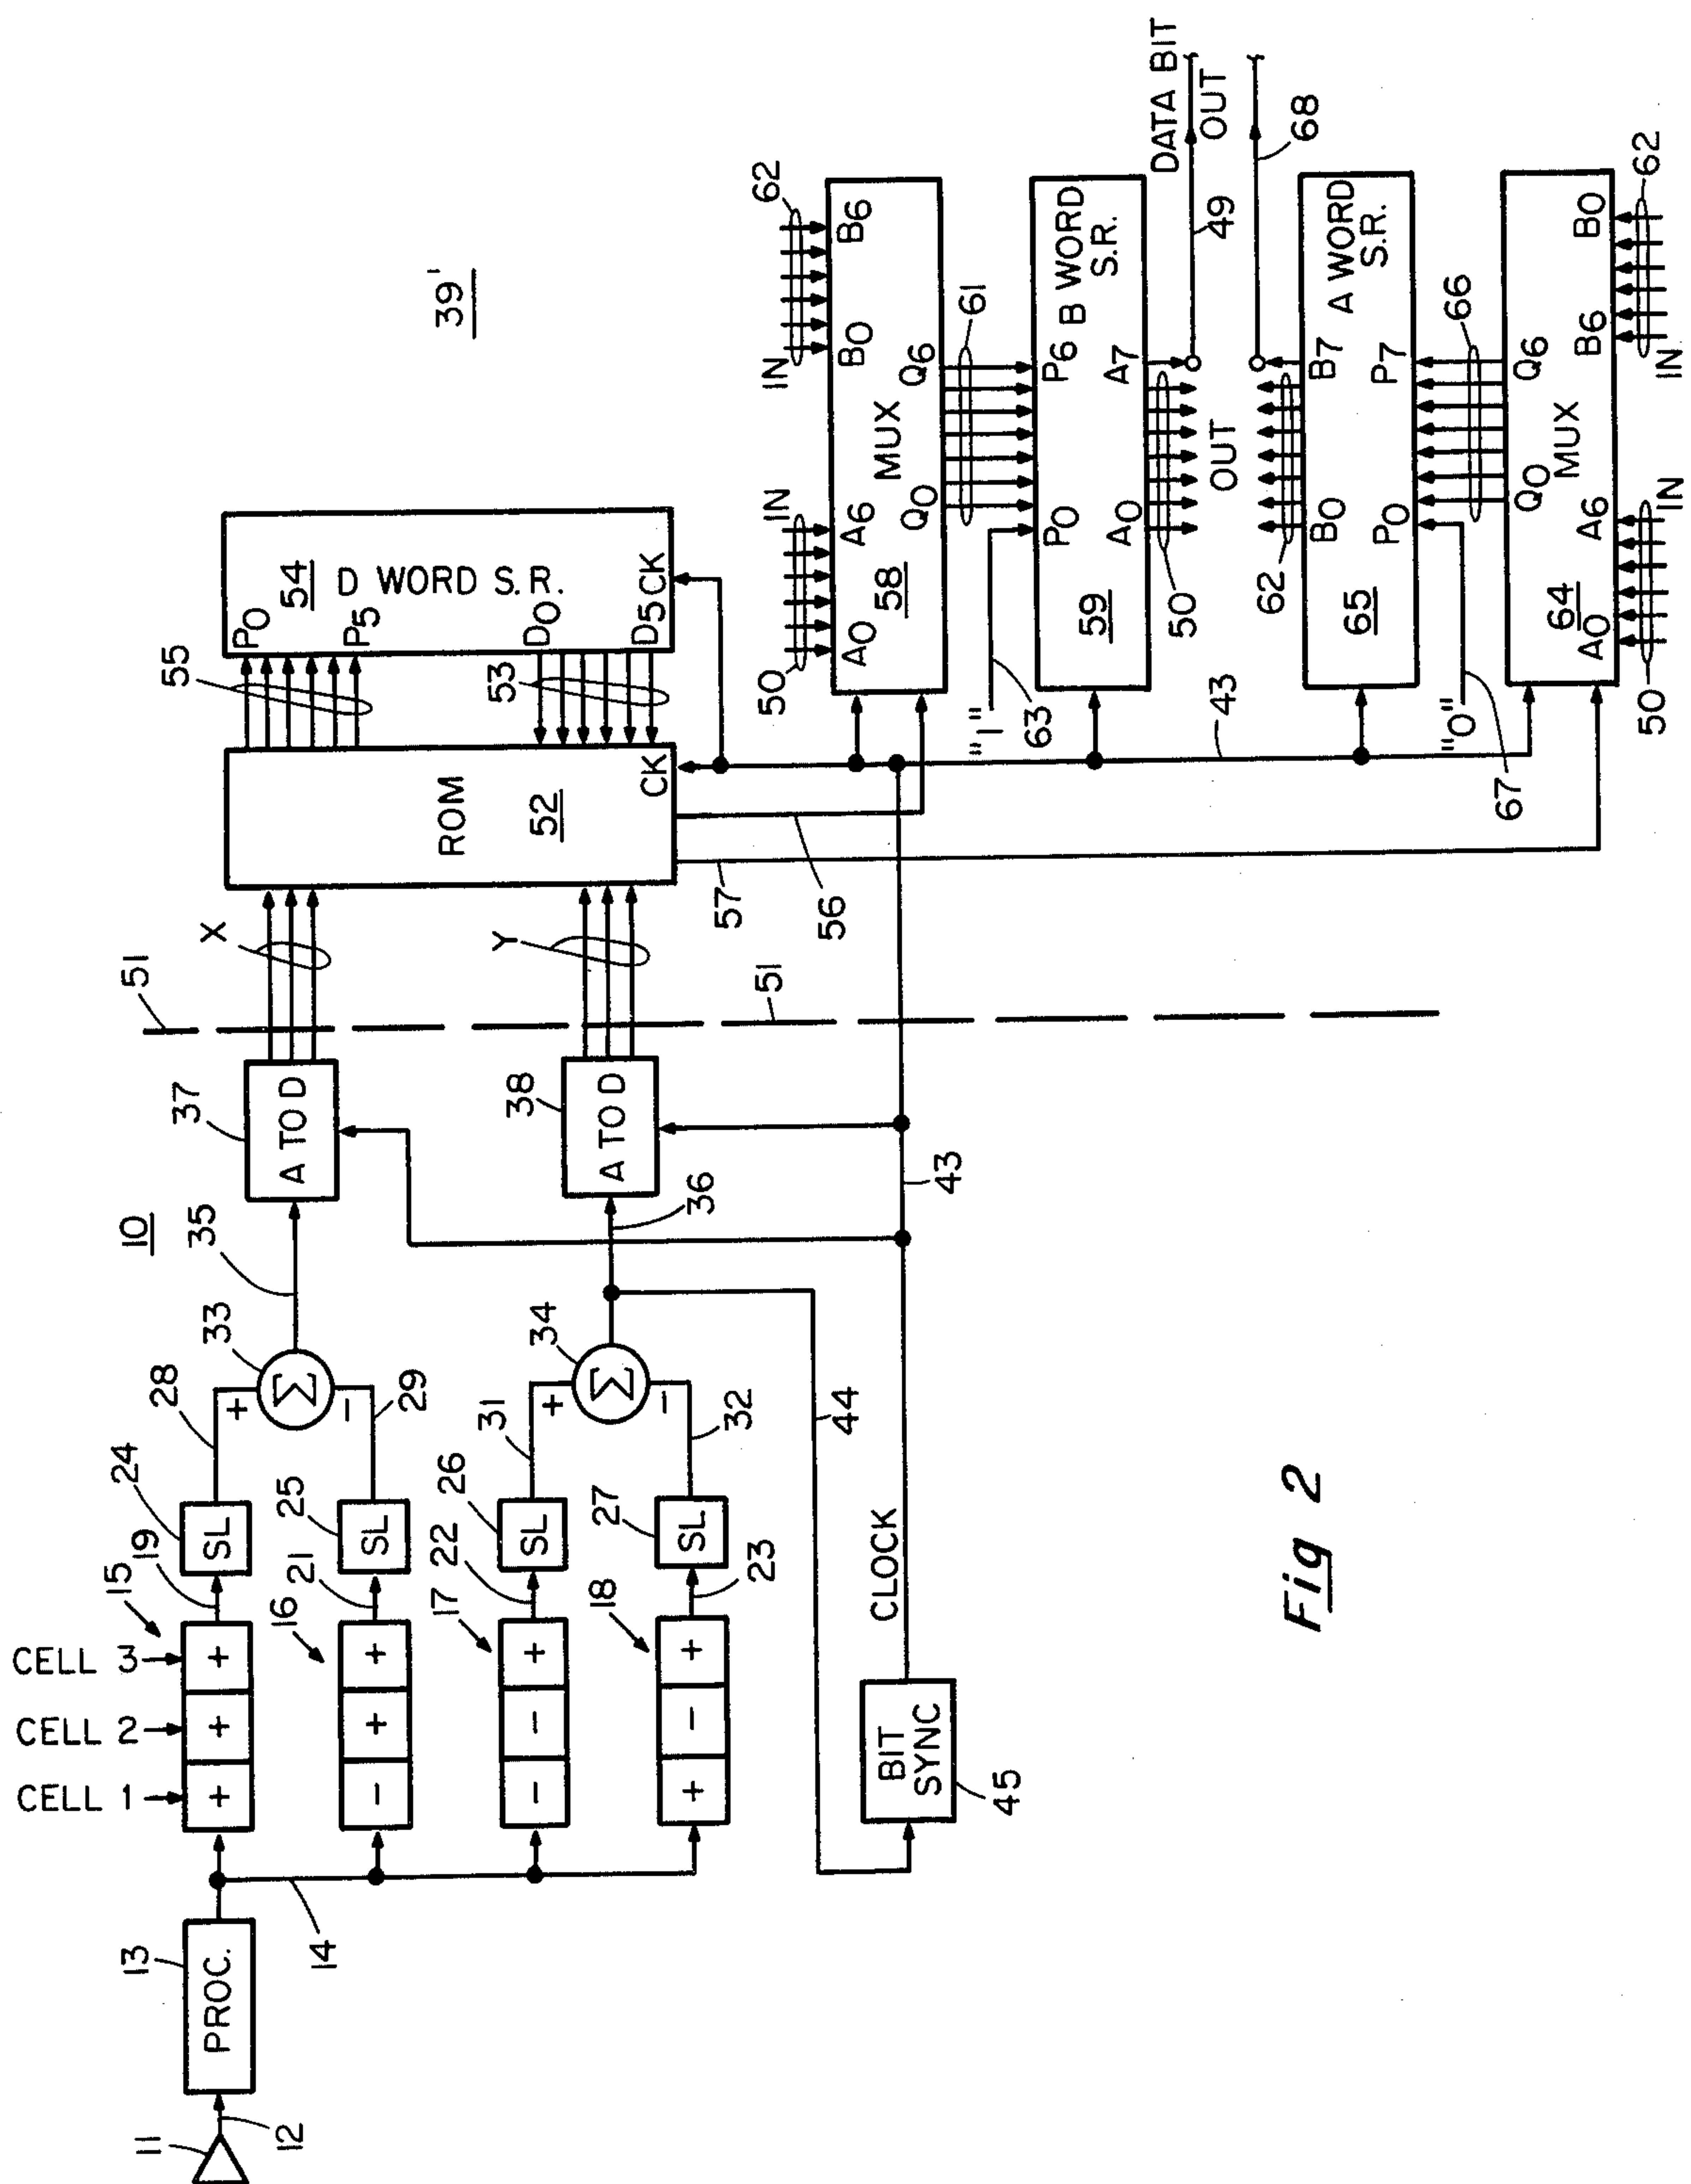 11
12
13
PROC.
14
CELL 1
CELL 2
CELL 3
15
+ + +
19
24
SL
28
+
Σ
33
35
10
16
- + +
21
25
SL
29
-
37
A TO D
51
X
17
- - +
22
26
SL
31
+
Σ
34
36
38
A TO D
Y
18
+ - +
23
27
SL
32
-
44
BIT
SYNC
45
CLOCK
43
51
ROM
52
CK
55
53
P0
P5
54
D WORD S.R.
D0
D5
CK
56
57
39'
50
IN
IN
62
A0
A6
B0
B6
58
MUX
Q0
Q6
61
"1"
63
P0
P6
B WORD
S.R.
59
A0
A7
50
OUT
49
DATA BIT
OUT
68
62
B0
B7
65
A WORD
S.R.
P0
P7
43
"0"
67
66
Q0
Q6
64
MUX
A0
A6
B6
B0
50
IN
IN
62
Fig 2